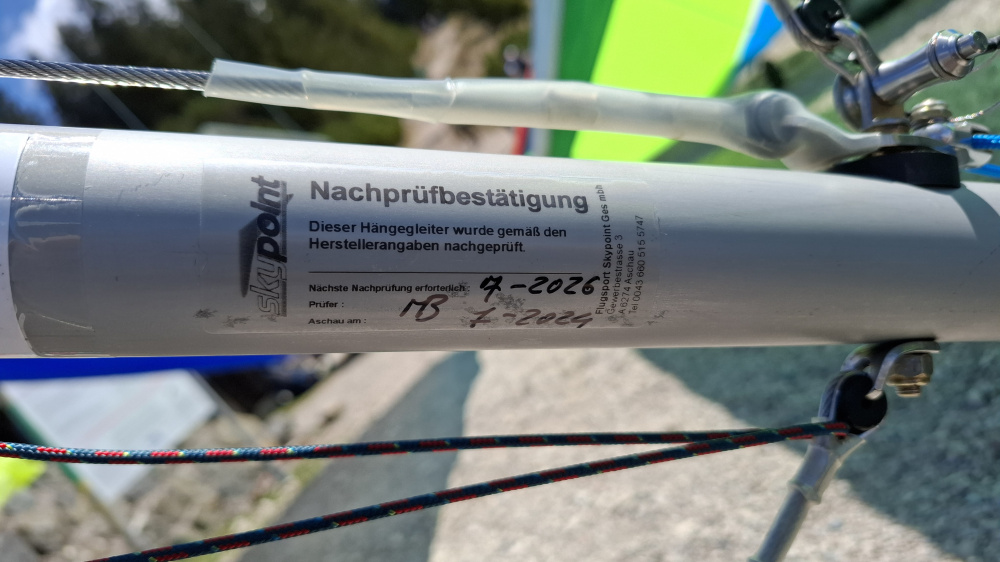 skypoint
Nachprüfbestätigung
Dieser Hängegleiter wurde gemäß den
Herstellerangaben nachgeprüft.
Nächste Nachprüfung erforderlich : 7-2026
Prüfer : MB
Aschau am : 7-2024
Flugsport Skypoint Ges mbh
Gewerbestrasse 3
A 6274 Aschau
Tel 0043 660 515 5747